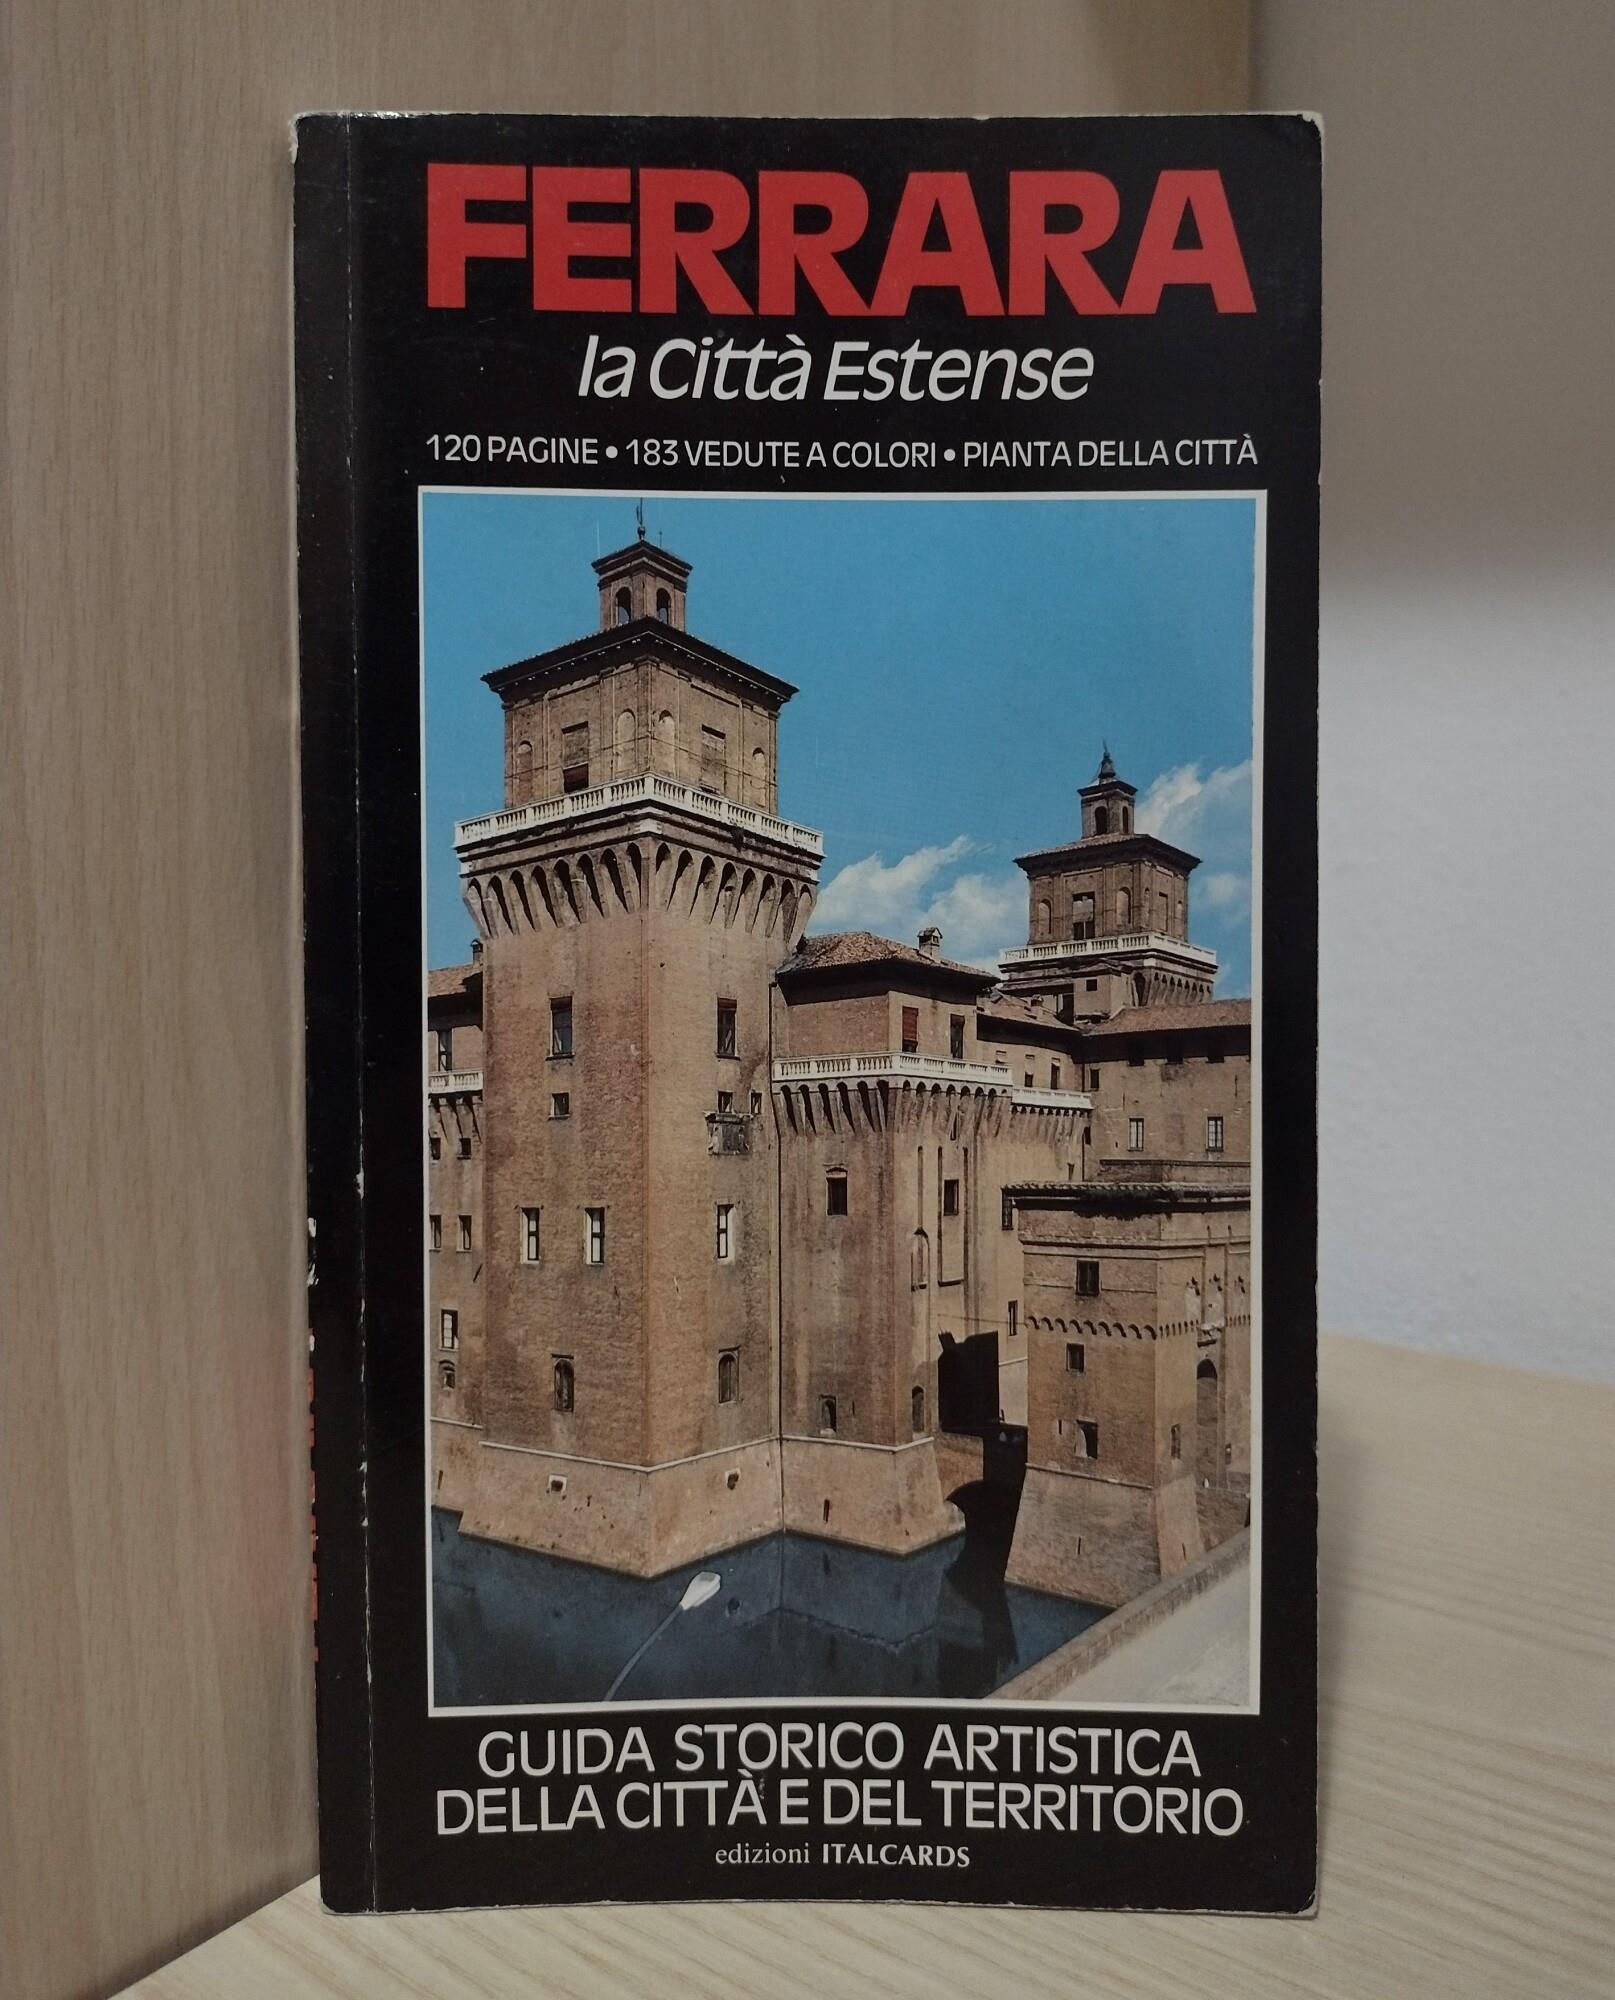 FERRARA
la Città Estense
120 PAGINE • 183 VEDUTE A COLORI • PIANTA DELLA CITTÀ
GUIDA STORICO ARTISTICA
DELLA CITTÀ E DEL TERRITORIO
edizioni ITALCARDS